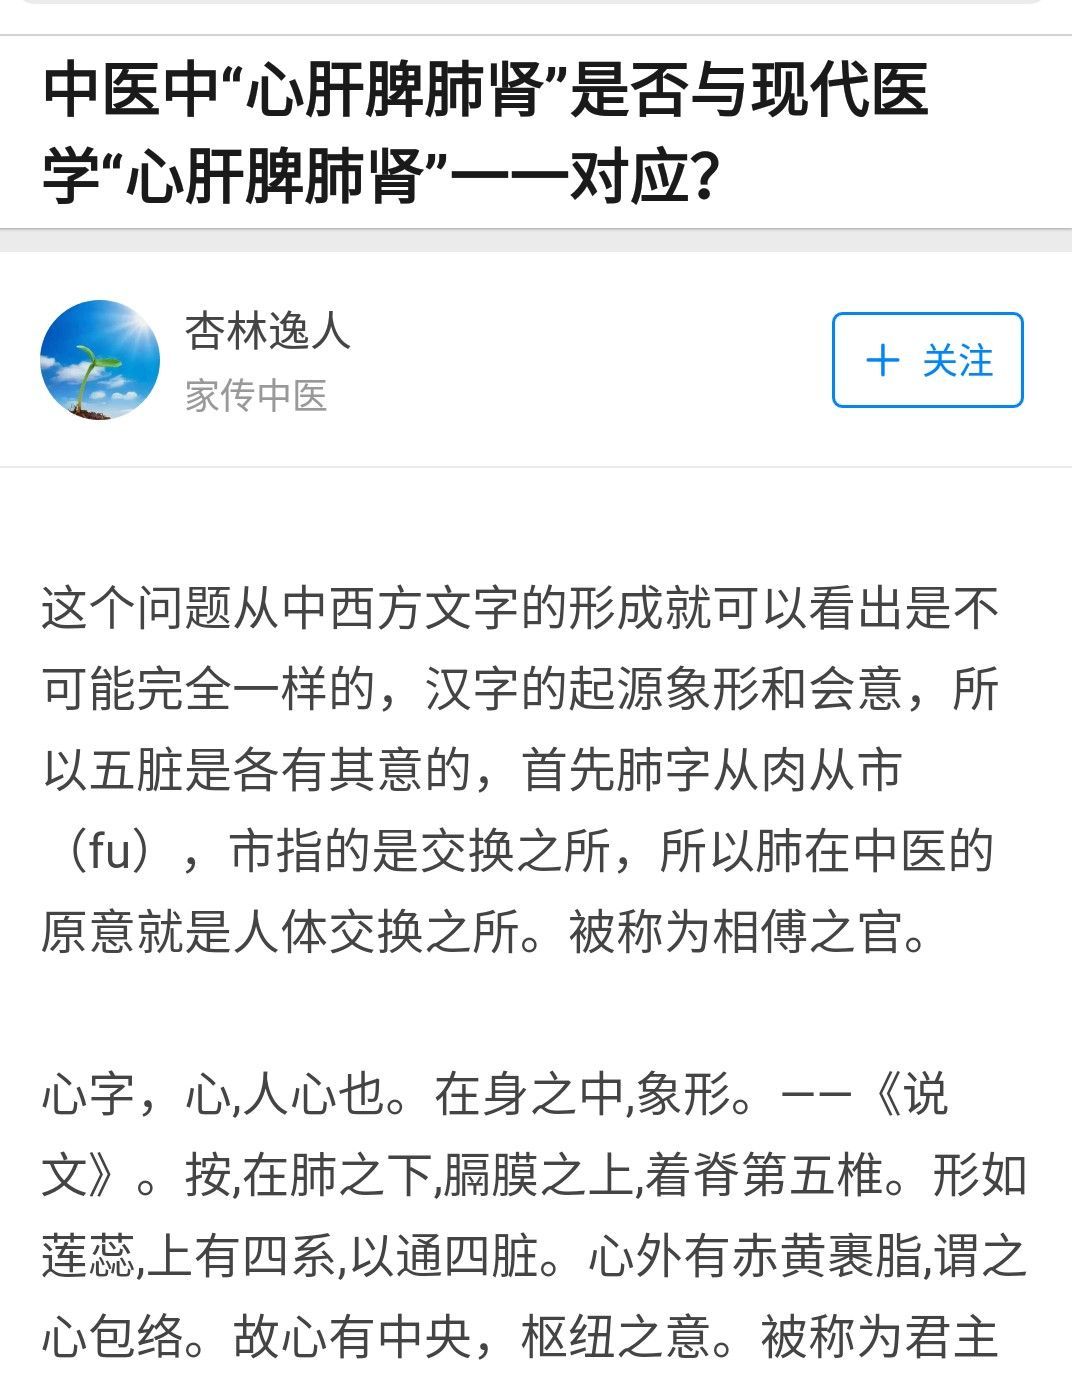 中医中“心肝脾肺肾”是否与现代医
学“心肝脾肺肾”一一对应？
杏林逸人
家传中医
＋ 关注
这个问题从中西方文字的形成就可以看出是不
可能完全一样的，汉字的起源象形和会意，所
以五脏是各有其意的，首先肺字从肉从市
（fu），市指的是交换之所，所以肺在中医的
原意就是人体交换之所。被称为相傅之官。
心字，心,人心也。在身之中,象形。——《说
文》。按,在肺之下,膈膜之上,着脊第五椎。形如
莲蕊,上有四系,以通四脏。心外有赤黄裹脂,谓之
心包络。故心有中央，枢纽之意。被称为君主